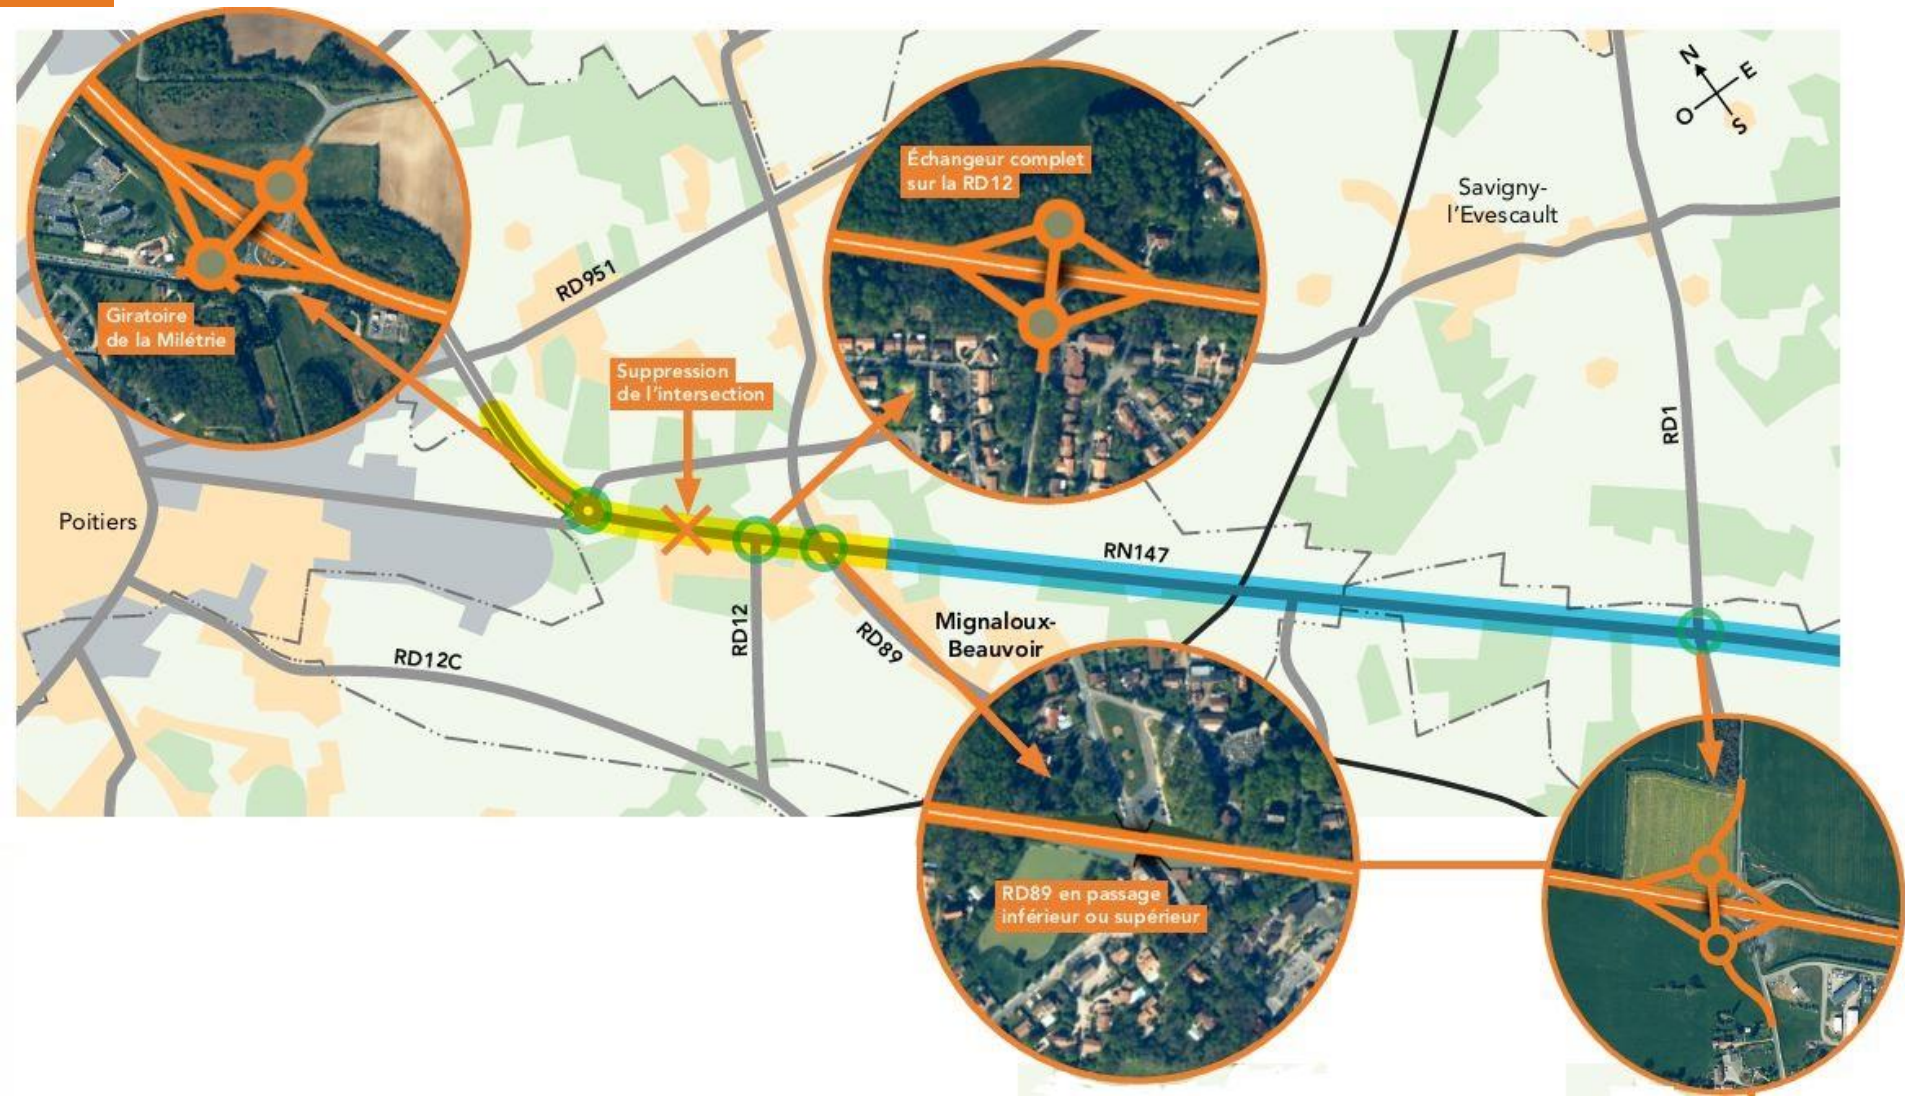 N
E
O
S
Échangeur complet
sur la RD12
Savigny-
l'Evescault
RD951
Giratoire
de la Milétrie
Suppression
de l'intersection
RD1
Poitiers
RN147
RD12
RD89
Mignaloux-
Beauvoir
RD12C
RD89 en passage
inférieur ou supérieur